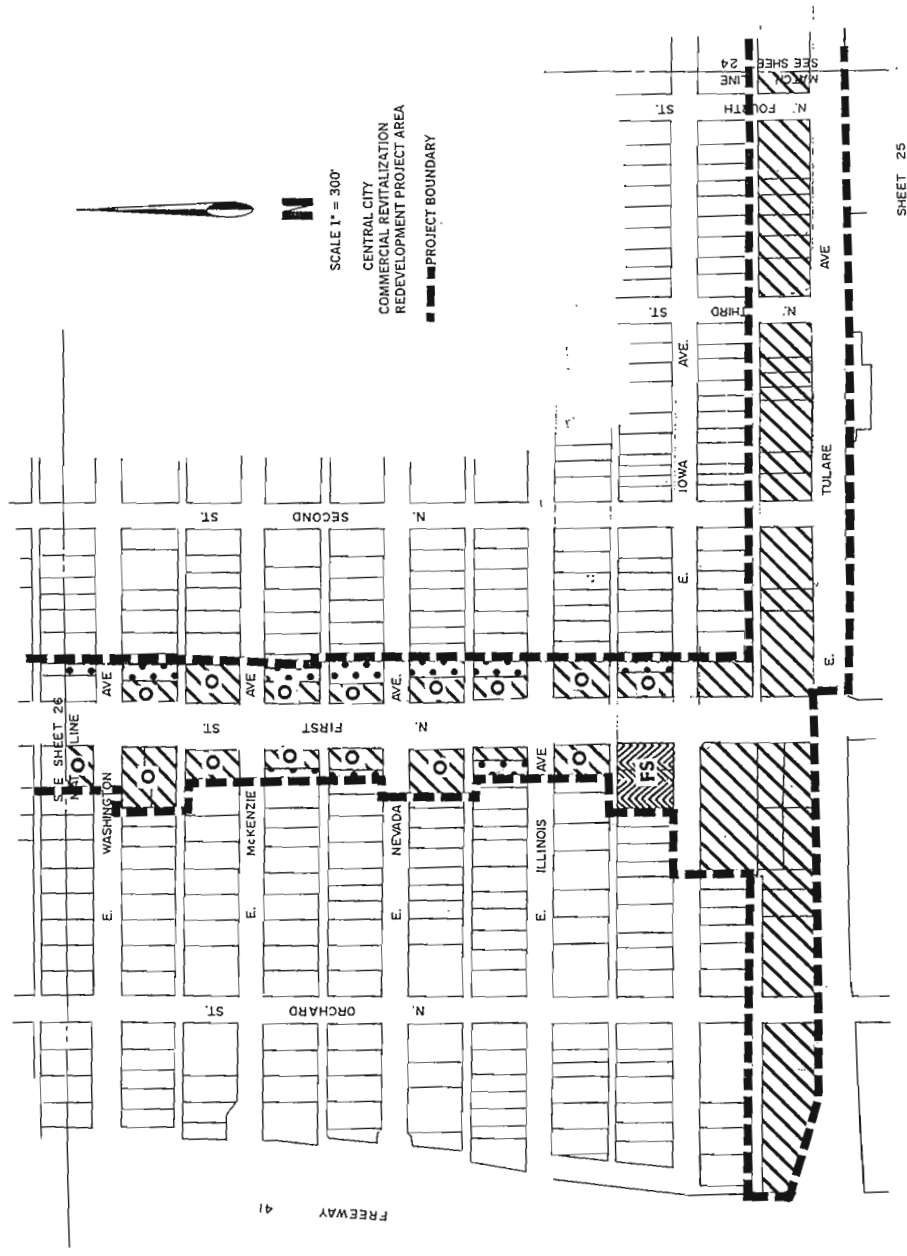 N
SCALE 1" = 300'
CENTRAL CITY
COMMERCIAL REVITALIZATION
REDEVELOPMENT PROJECT AREA
PROJECT BOUNDARY
SEE SHEET 26
MATCH LINE
E. WASHINGTON AVE
E. McKENZIE AVE
E. NEVADA AVE.
E. ILLINOIS AVE
E. IOWA AVE.
E. TULARE AVE
FREEWAY 41
N. ORCHARD ST.
N. FIRST ST.
N. SECOND ST.
N. THIRD ST.
N. FOURTH ST.
O
O
O
O
O
O
O
O
O
O
O
O
O
O
FS
MATCH LINE
SEE SHEE 24
SHEET 25